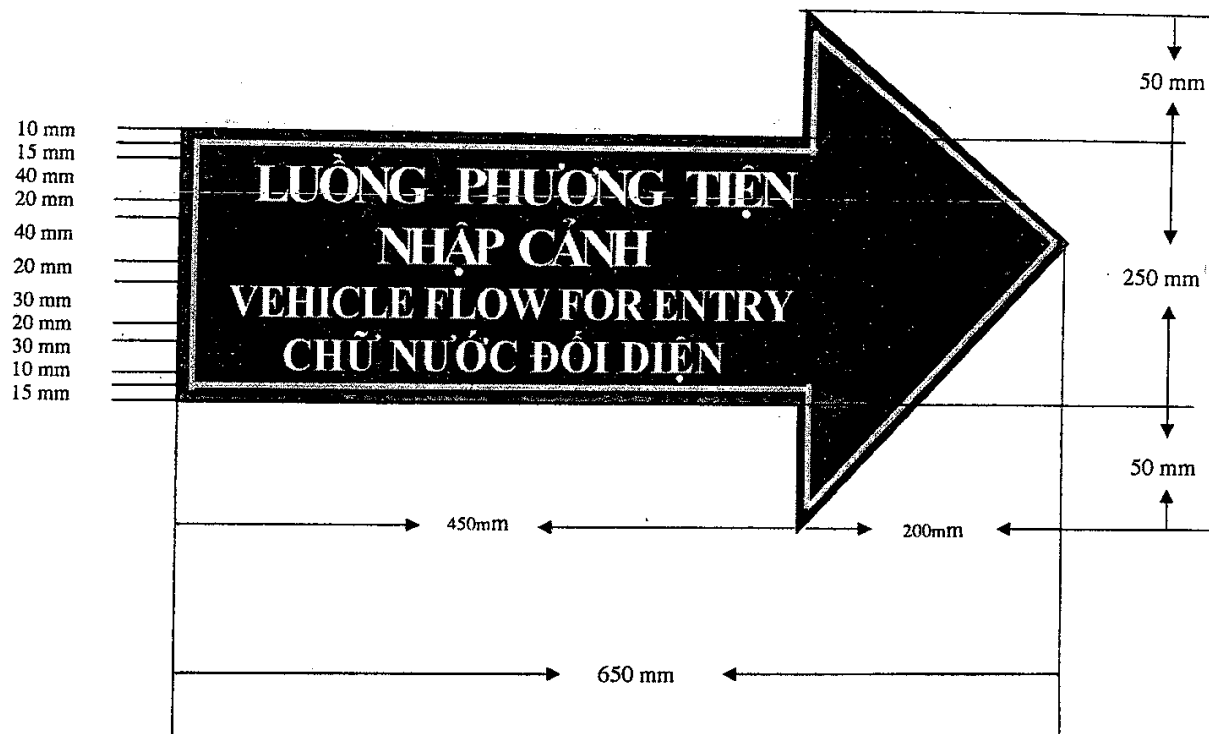 50 mm
10 mm
15 mm
40 mm
20 mm
40 mm
20 mm
30 mm
20 mm
30 mm
10 mm
15 mm
LUỒNG PHƯƠNG TIỆN
NHẬP CẢNH
VEHICLE FLOW FOR ENTRY
CHỮ NƯỚC ĐỐI DIỆN
250 mm
50 mm
450mm
200mm
650 mm